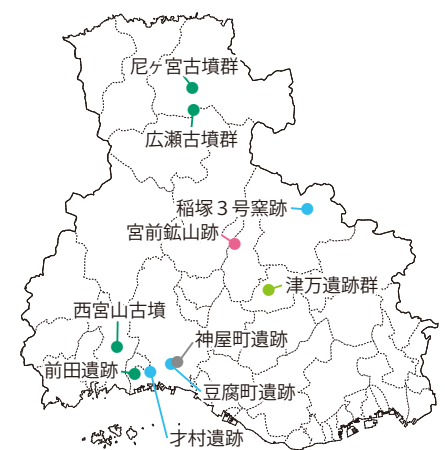 尼ヶ宮古墳群
広瀬古墳群
稲塚３号窯跡
宮前鉱山跡
津万遺跡群
西宮山古墳
神屋町遺跡
前田遺跡
豆腐町遺跡
才村遺跡